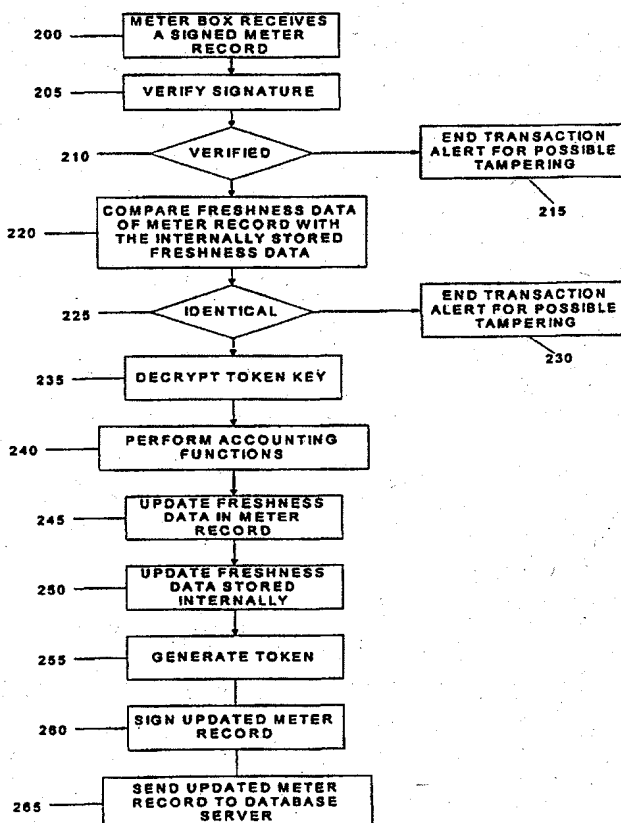 200
METER BOX RECEIVES
A SIGNED METER
RECORD
205
VERIFY SIGNATURE
210
VERIFIED
END TRANSACTION
ALERT FOR POSSIBLE
TAMPERING
215
220
COMPARE FRESHNESS DATA
OF METER RECORD WITH
THE INTERNALLY STORED
FRESHNESS DATA
225
IDENTICAL
END TRANSACTION
ALERT FOR POSSIBLE
TAMPERING
230
235
DECRYPT TOKEN KEY
240
PERFORM ACCOUNTING
FUNCTIONS
245
UPDATE FRESHNESS
DATA IN METER
RECORD
250
UPDATE FRESHNESS
DATA STORED
INTERNALLY
255
GENERATE TOKEN
260
SIGN UPDATED METER
RECORD
265
SEND UPDATED METER
RECORD TO DATABASE
SERVER